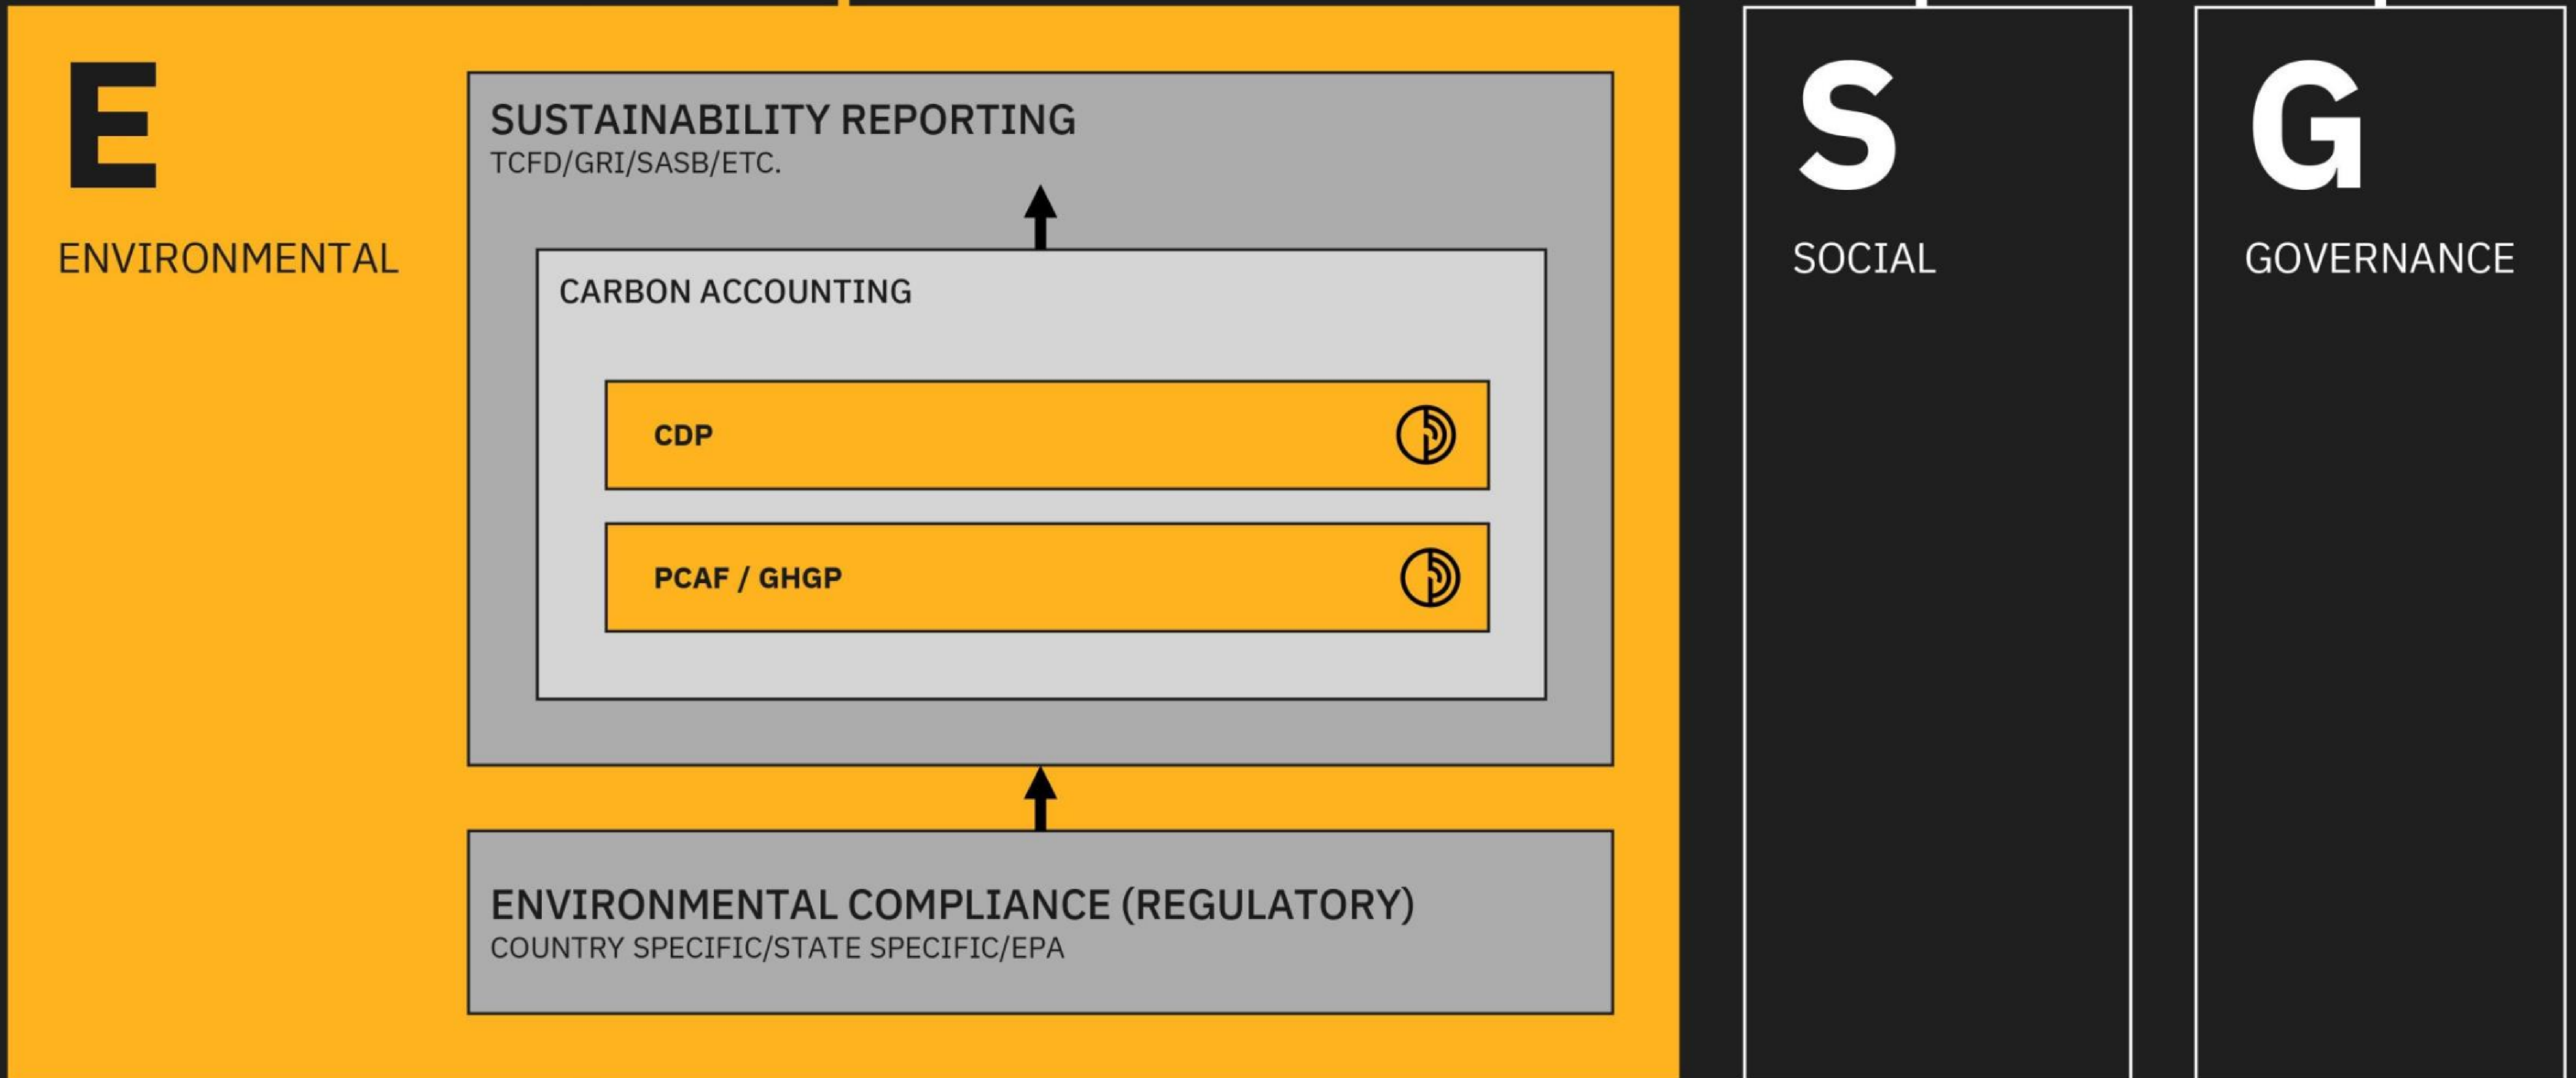 E
ENVIRONMENTAL
SUSTAINABILITY REPORTING
TCFD/GRI/SASB/ETC.
CARBON ACCOUNTING
CDP
PCAF / GHGP
ENVIRONMENTAL COMPLIANCE (REGULATORY)
COUNTRY SPECIFIC/STATE SPECIFIC/EPA
S
SOCIAL
G
GOVERNANCE